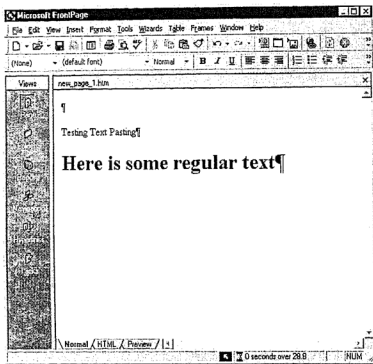 Microsoft FrontPage
File Edit View Insert Format Tools Wizards Table Frames Window Help
(None) (default font) Normal B I U
Views new_page_1.htm
¶
Testing Text Pasting¶
Here is some regular text¶
Normal HTML Preview
0 seconds over 28.8 NUM